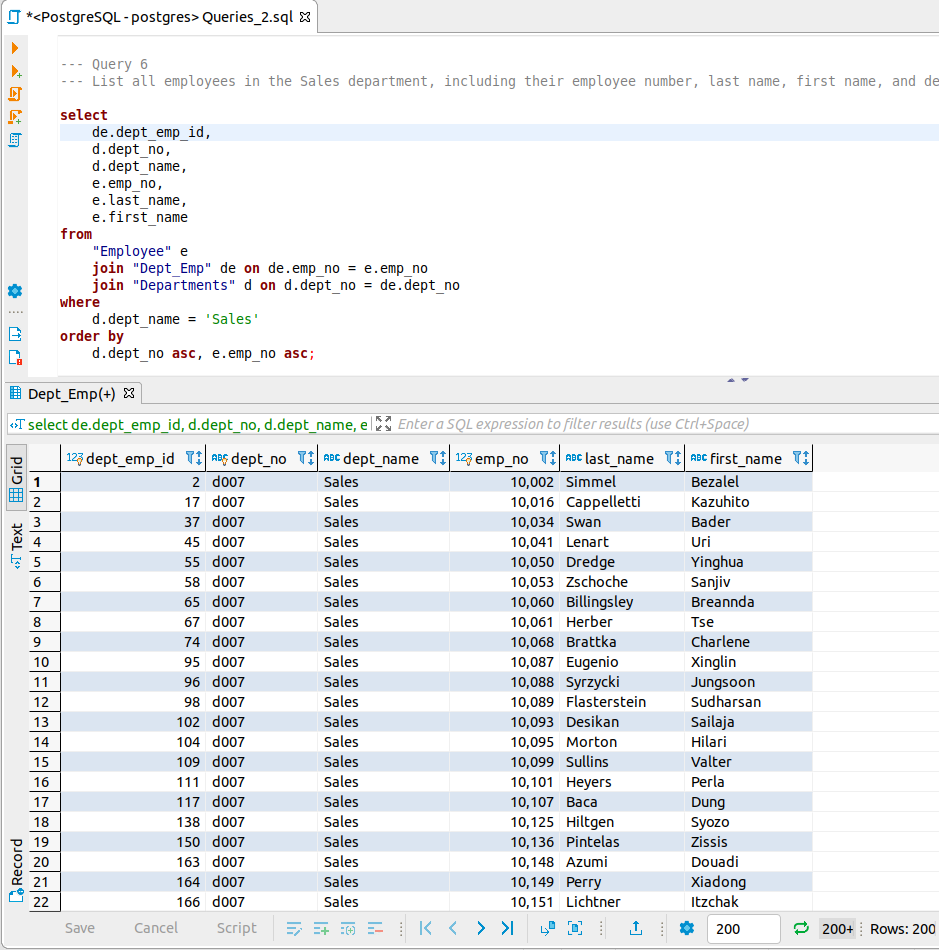 *<PostgreSQL - postgres> Queries_2.sql
--- Query 6
--- List all employees in the Sales department, including their employee number, last name, first name, and de
select
de.dept_emp_id,
d.dept_no,
d.dept_name,
e.emp_no,
e.last_name,
e.first_name
from
"Employee" e
join "Dept_Emp" de on de.emp_no = e.emp_no
join "Departments" d on d.dept_no = de.dept_no
where
d.dept_name = 'Sales'
order by
d.dept_no asc, e.emp_no asc;
Dept_Emp(+)
select de.dept_emp_id, d.dept_no, d.dept_name, e Enter a SQL expression to filter results (use Ctrl+Space)
Grid
Text
Record
123 dept_emp_id ABC dept_no ABC dept_name 123 emp_no ABC last_name ABC first_name
1 2 d007 Sales 10,002 Simmel Bezalel
2 17 d007 Sales 10,016 Cappelletti Kazuhito
3 37 d007 Sales 10,034 Swan Bader
4 45 d007 Sales 10,041 Lenart Uri
5 55 d007 Sales 10,050 Dredge Yinghua
6 58 d007 Sales 10,053 Zschoche Sanjiv
7 65 d007 Sales 10,060 Billingsley Breannda
8 67 d007 Sales 10,061 Herber Tse
9 74 d007 Sales 10,068 Brattka Charlene
10 95 d007 Sales 10,087 Eugenio Xinglin
11 96 d007 Sales 10,088 Syrzycki Jungsoon
12 98 d007 Sales 10,089 Flasterstein Sudharsan
13 102 d007 Sales 10,093 Desikan Sailaja
14 104 d007 Sales 10,095 Morton Hilari
15 109 d007 Sales 10,099 Sullins Valter
16 111 d007 Sales 10,101 Heyers Perla
17 117 d007 Sales 10,107 Baca Dung
18 138 d007 Sales 10,125 Hiltgen Syozo
19 150 d007 Sales 10,136 Pintelas Zissis
20 163 d007 Sales 10,148 Azumi Douadi
21 164 d007 Sales 10,149 Perry Xiadong
22 166 d007 Sales 10,151 Lichtner Itzchak
Save Cancel Script 200 200+ Rows: 200